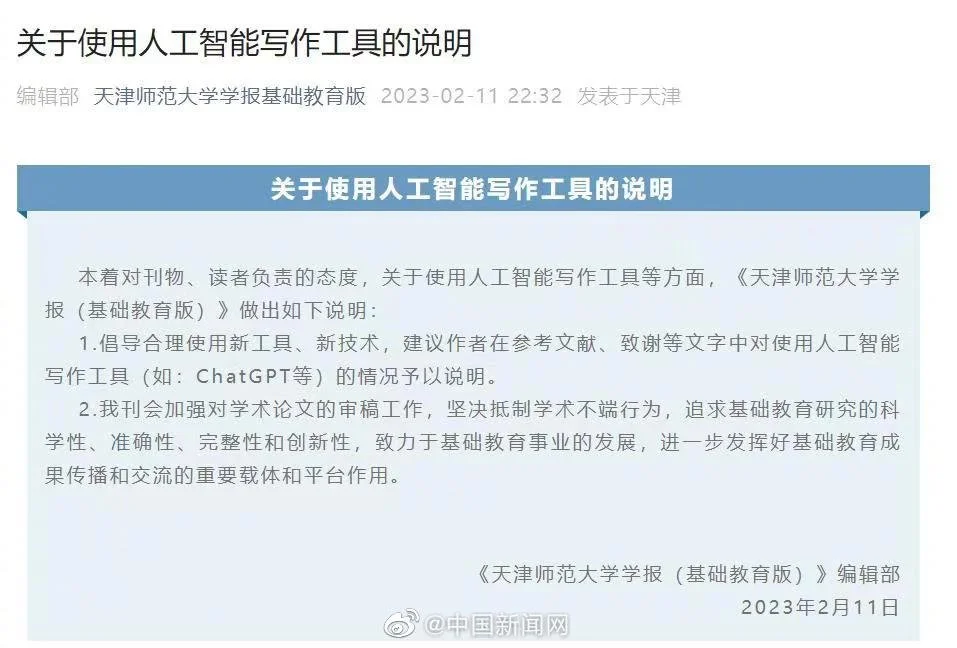 关于使用人工智能写作工具的说明
编辑部 天津师范大学学报基础教育版 2023-02-11 22:32 发表于天津
关于使用人工智能写作工具的说明
本着对刊物、读者负责的态度，关于使用人工智能写作工具等方面，《天津师范大学学
报（基础教育版）》做出如下说明：
1.倡导合理使用新工具、新技术，建议作者在参考文献、致谢等文字中对使用人工智能
写作工具（如：ChatGPT等）的情况予以说明。
2.我刊会加强对学术论文的审稿工作，坚决抵制学术不端行为，追求基础教育研究的科
学性、准确性、完整性和创新性，致力于基础教育事业的发展，进一步发挥好基础教育成
果传播和交流的重要载体和平台作用。
《天津师范大学学报（基础教育版）》编辑部
2023年2月11日
@中国新闻网